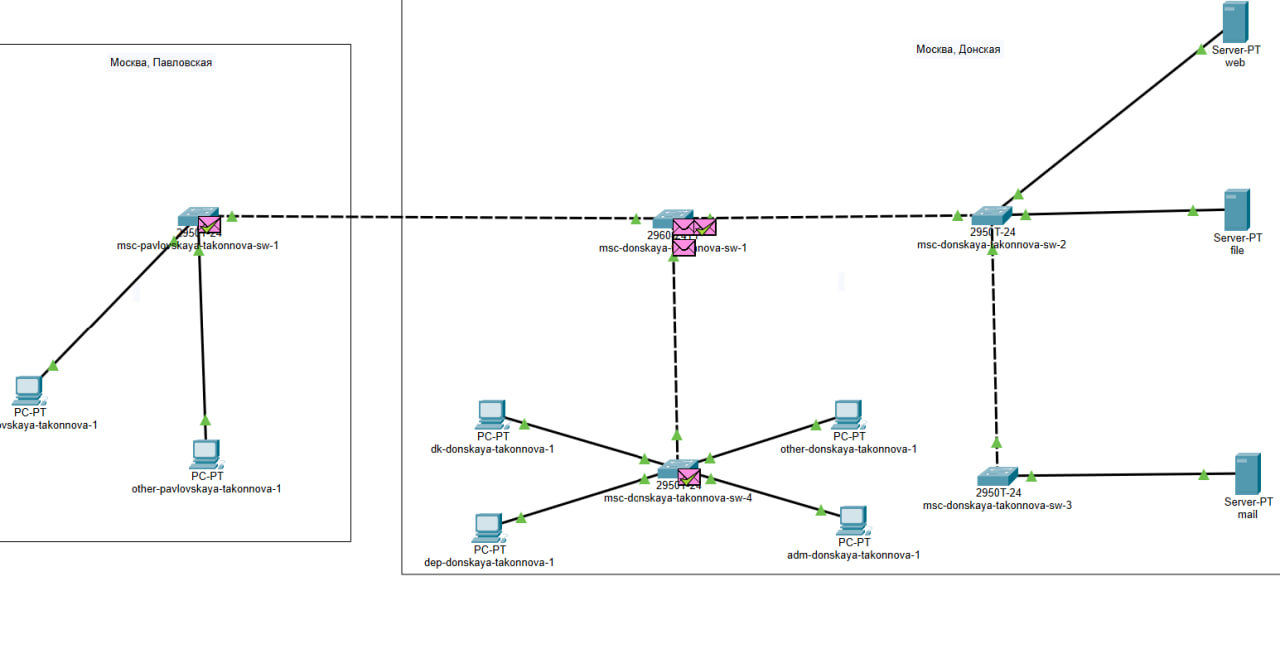 Москва, Павловская
Москва, Донская
Server-PT
web
2950T-24
msc-pavlovskaya-takonnova-sw-1
msc-donskaya-takonnova-sw-1
2950T-24
msc-donskaya-takonnova-sw-2
Server-PT
file
PC-PT
ovskaya-takonnova-1
PC-PT
other-pavlovskaya-takonnova-1
PC-PT
dk-donskaya-takonnova-1
PC-PT
other-donskaya-takonnova-1
2950T-24
msc-donskaya-takonnova-sw-4
PC-PT
dep-donskaya-takonnova-1
PC-PT
adm-donskaya-takonnova-1
2950T-24
msc-donskaya-takonnova-sw-3
Server-PT
mail